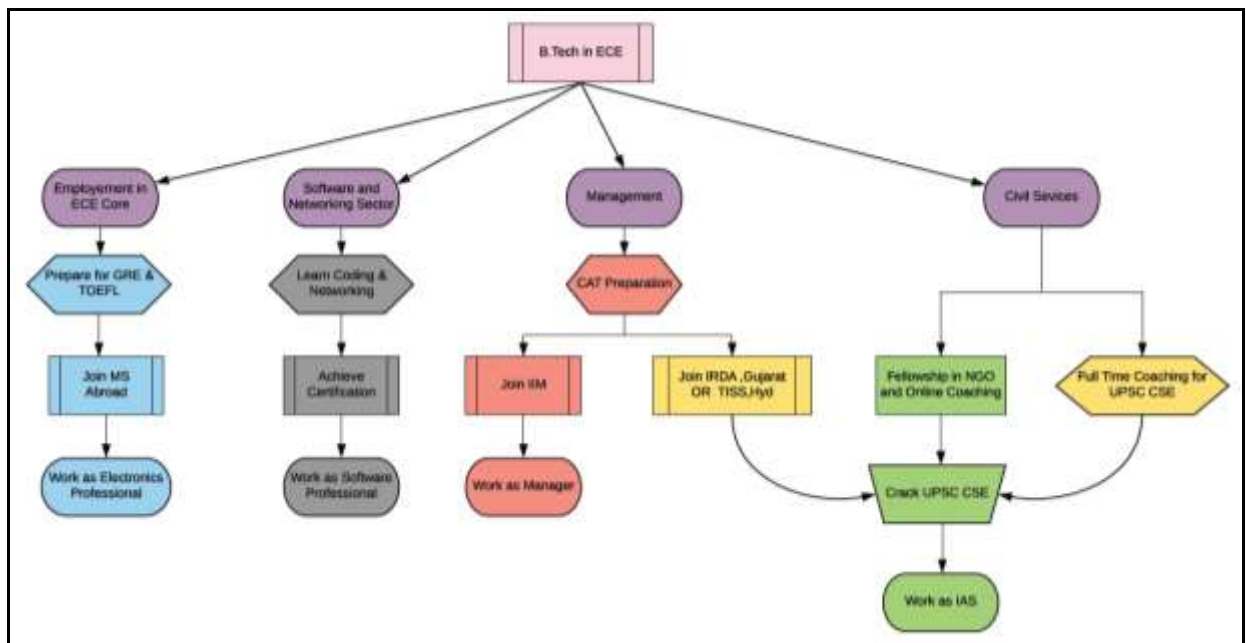 B.Tech in ECE
Employement in
ECE Core
Software and
Networking Sector
Management
Civil Sevices
Prepare for GRE &
TOEFL
Learn Coding &
Networking
CAT Preparation
Join MS
Abroad
Achieve
Certification
Join IIM
Join IRDA ,Gujarat
OR TISS,Hyd
Fellowship in NGO
and Online Coaching
Full Time Coaching for
UPSC CSE
Work as Electronics
Professional
Work as Software
Professional
Work as Manager
Crack UPSC CSE
Work as IAS